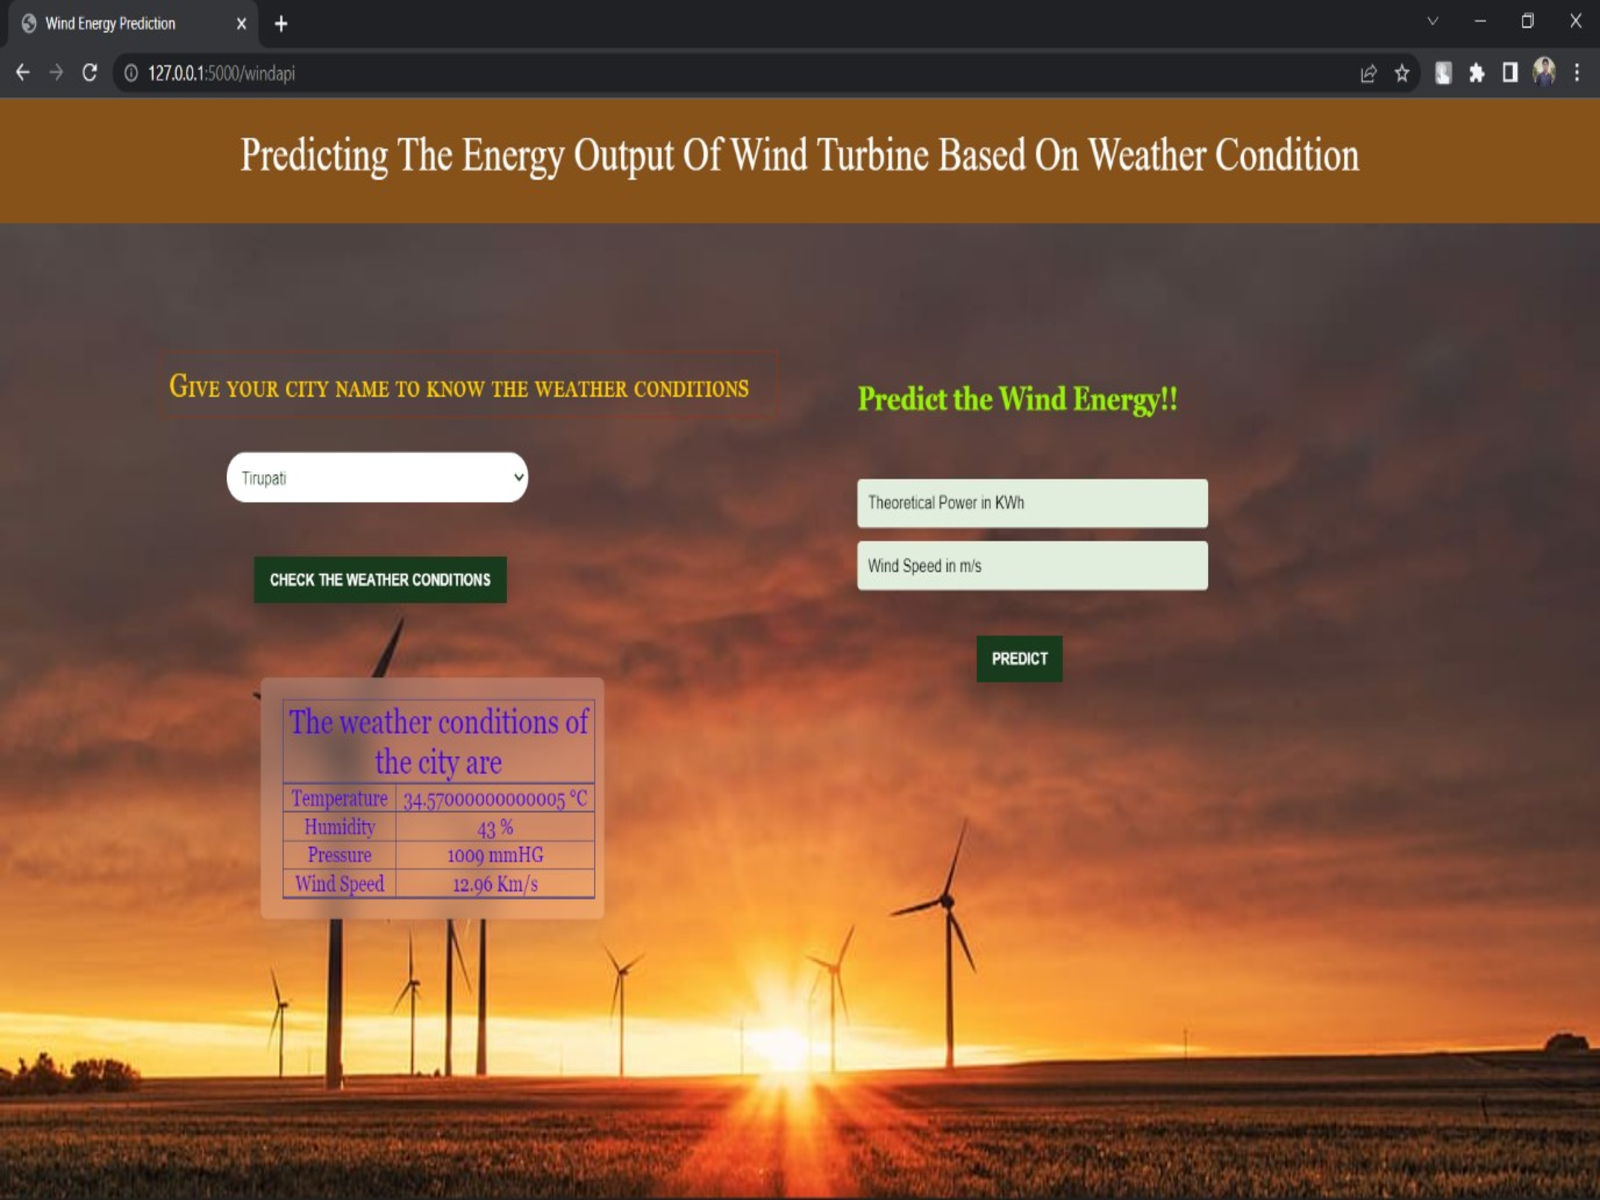 Wind Energy Prediction
127.0.0.1:5000/windapi
Predicting The Energy Output Of Wind Turbine Based On Weather Condition
Give your city name to know the weather conditions
Tirupati
CHECK THE WEATHER CONDITIONS
The weather conditions of
the city are
Temperature 34.57000000000005 °C
Humidity 43 %
Pressure 1009 mmHG
Wind Speed 12.96 Km/s
Predict the Wind Energy!!
Theoretical Power in KWh
Wind Speed in m/s
PREDICT